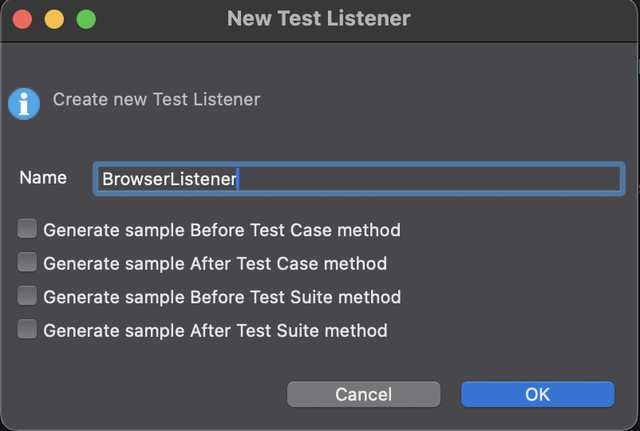 New Test Listener
Create new Test Listener
Name BrowserListener
Generate sample Before Test Case method
Generate sample After Test Case method
Generate sample Before Test Suite method
Generate sample After Test Suite method
Cancel OK